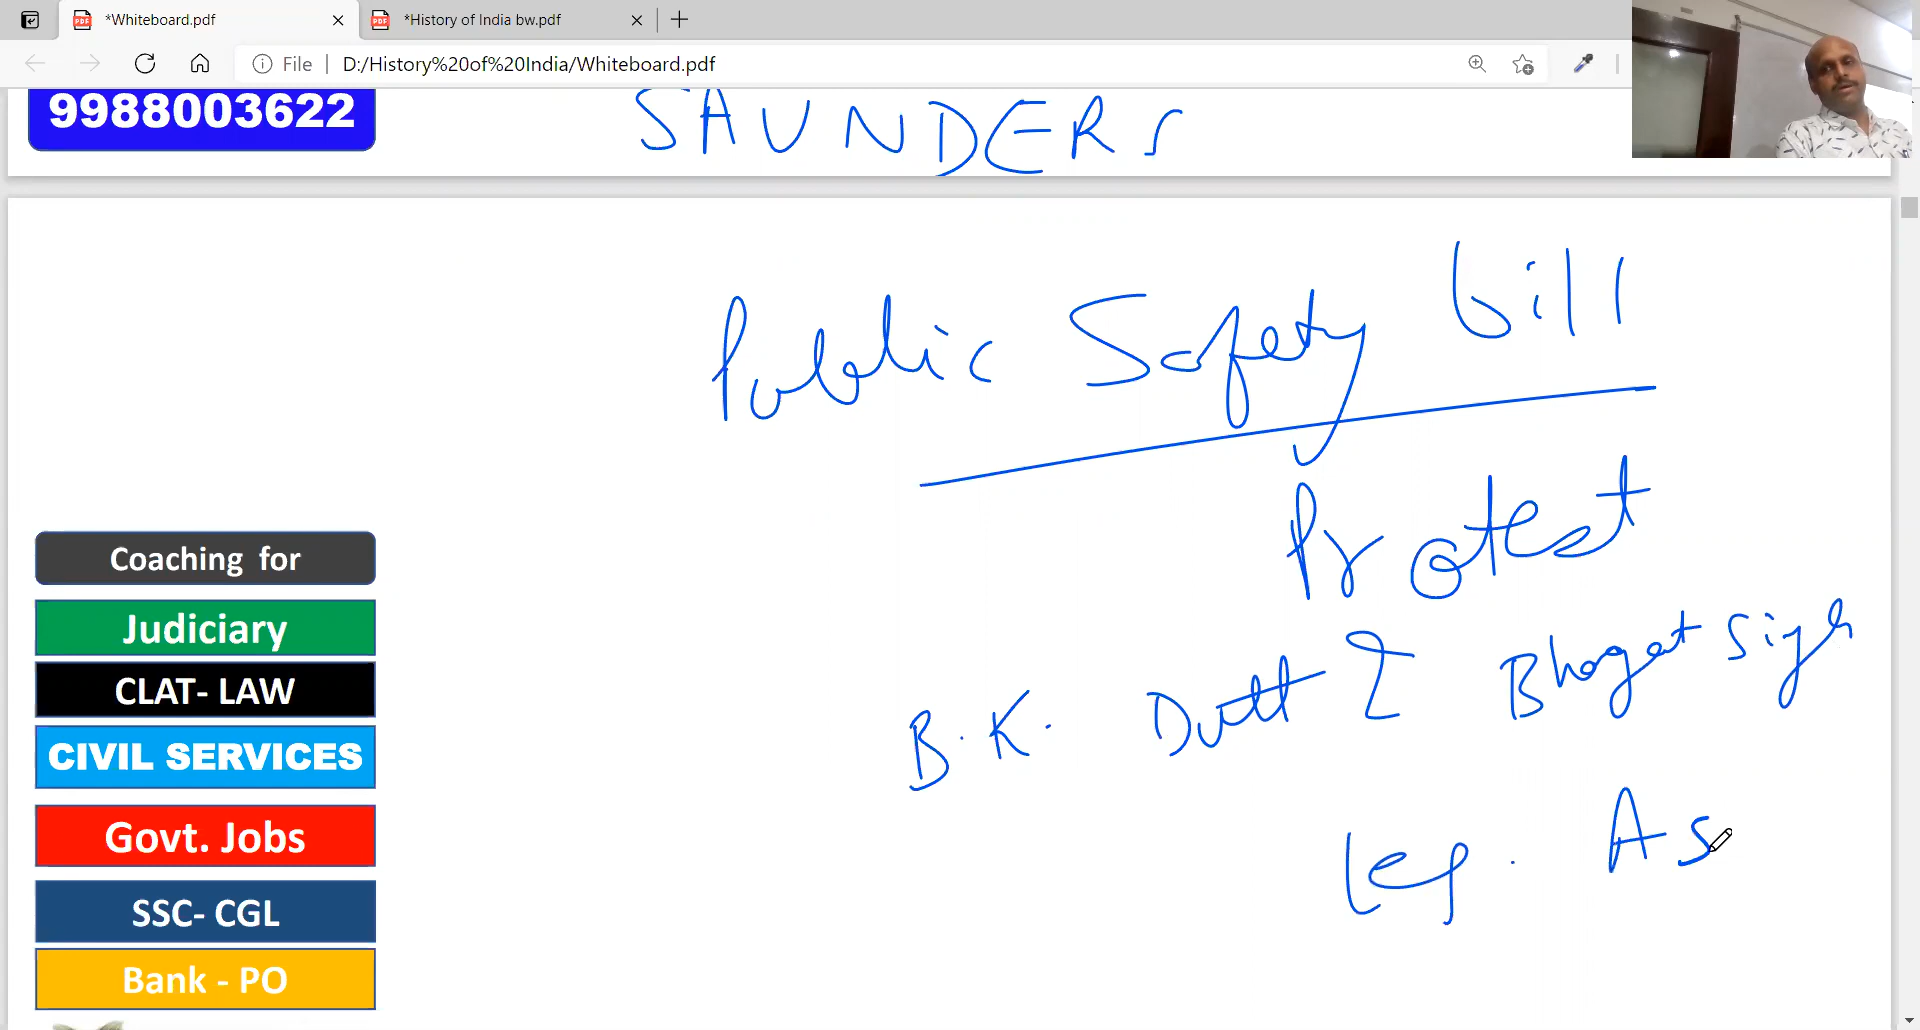 *Whiteboard.pdf
*History of India bw.pdf
File
D:/History%20of%20India/Whiteboard.pdf
9988003622
SAUNDERS
Public Safety bill
Protest
B.K. Dutt & Bhagat Sigh
leg. As
Coaching for
Judiciary
CLAT- LAW
CIVIL SERVICES
Govt. Jobs
SSC- CGL
Bank - PO